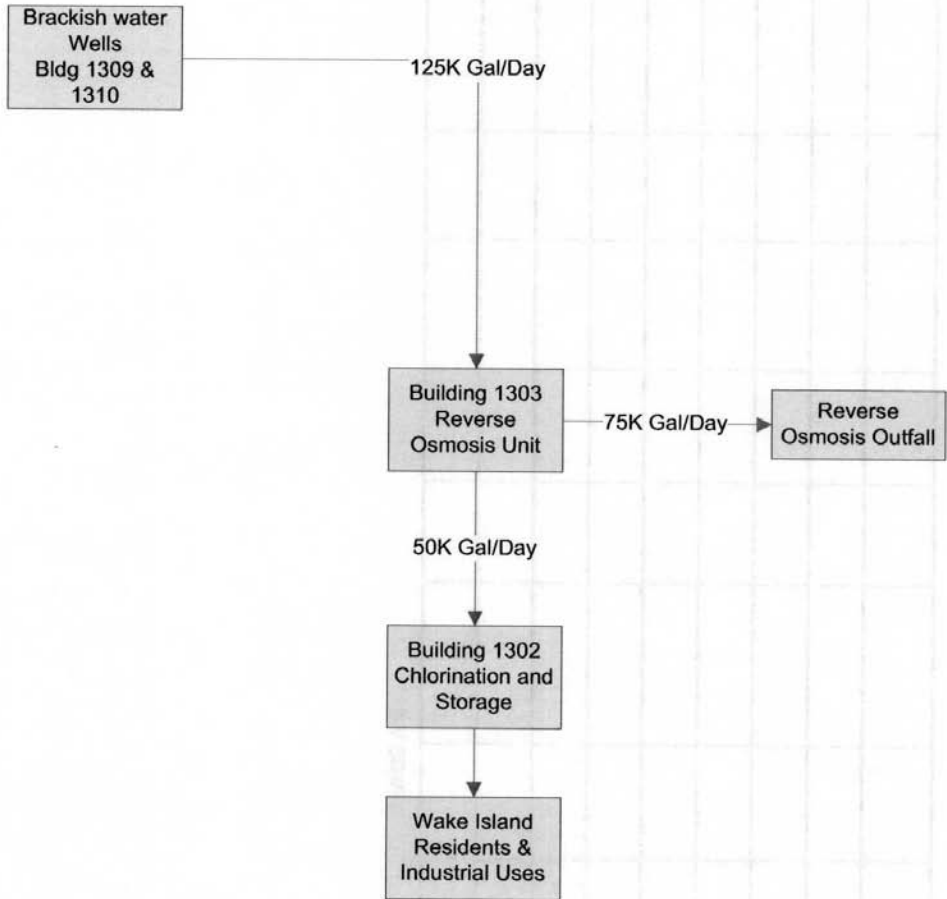 Brackish water
Wells
Bldg 1309 &
1310
125K Gal/Day
Building 1303
Reverse
Osmosis Unit
75K Gal/Day
Reverse
Osmosis Outfall
50K Gal/Day
Building 1302
Chlorination and
Storage
Wake Island
Residents &
Industrial Uses